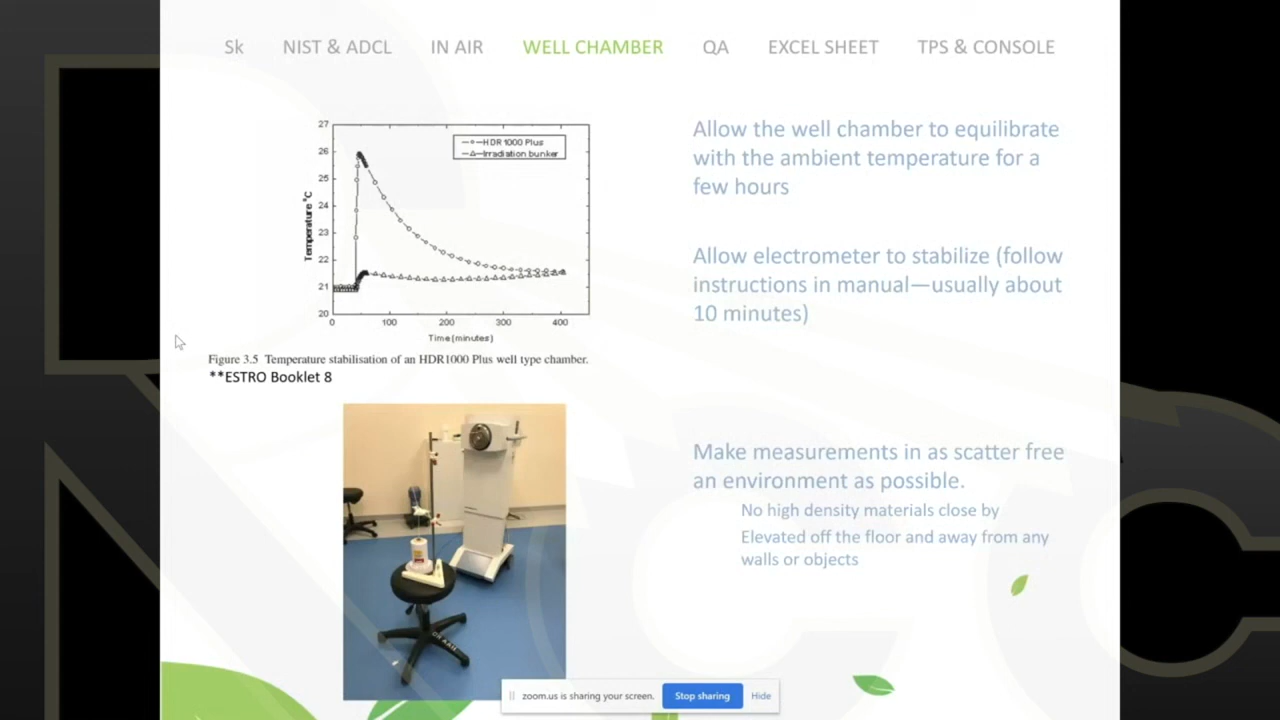 Sk NIST & ADCL IN AIR WELL CHAMBER QA EXCEL SHEET TPS & CONSOLE
27
26
25
24
23
22
21
20
Temperature °C
HDR 1000 Plus
Irradiation bunker
0 100 200 300 400
Time (minutes)
Figure 3.5 Temperature stabilisation of an HDR1000 Plus well type chamber.
**ESTRO Booklet 8
Allow the well chamber to equilibrate
with the ambient temperature for a
few hours
Allow electrometer to stabilize (follow
instructions in manual—usually about
10 minutes)
Make measurements in as scatter free
an environment as possible.
No high density materials close by
Elevated off the floor and away from any
walls or objects
zoom.us is sharing your screen. Stop sharing Hide